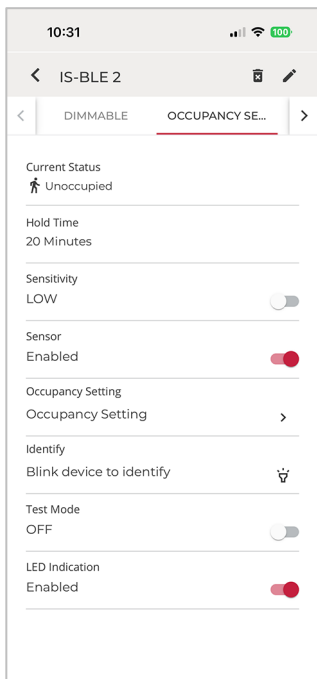 10:31
100
IS-BLE 2
DIMMABLE
OCCUPANCY SE...
Current Status
Unoccupied
Hold Time
20 Minutes
Sensitivity
LOW
Sensor
Enabled
Occupancy Setting
Occupancy Setting
Identify
Blink device to identify
Test Mode
OFF
LED Indication
Enabled